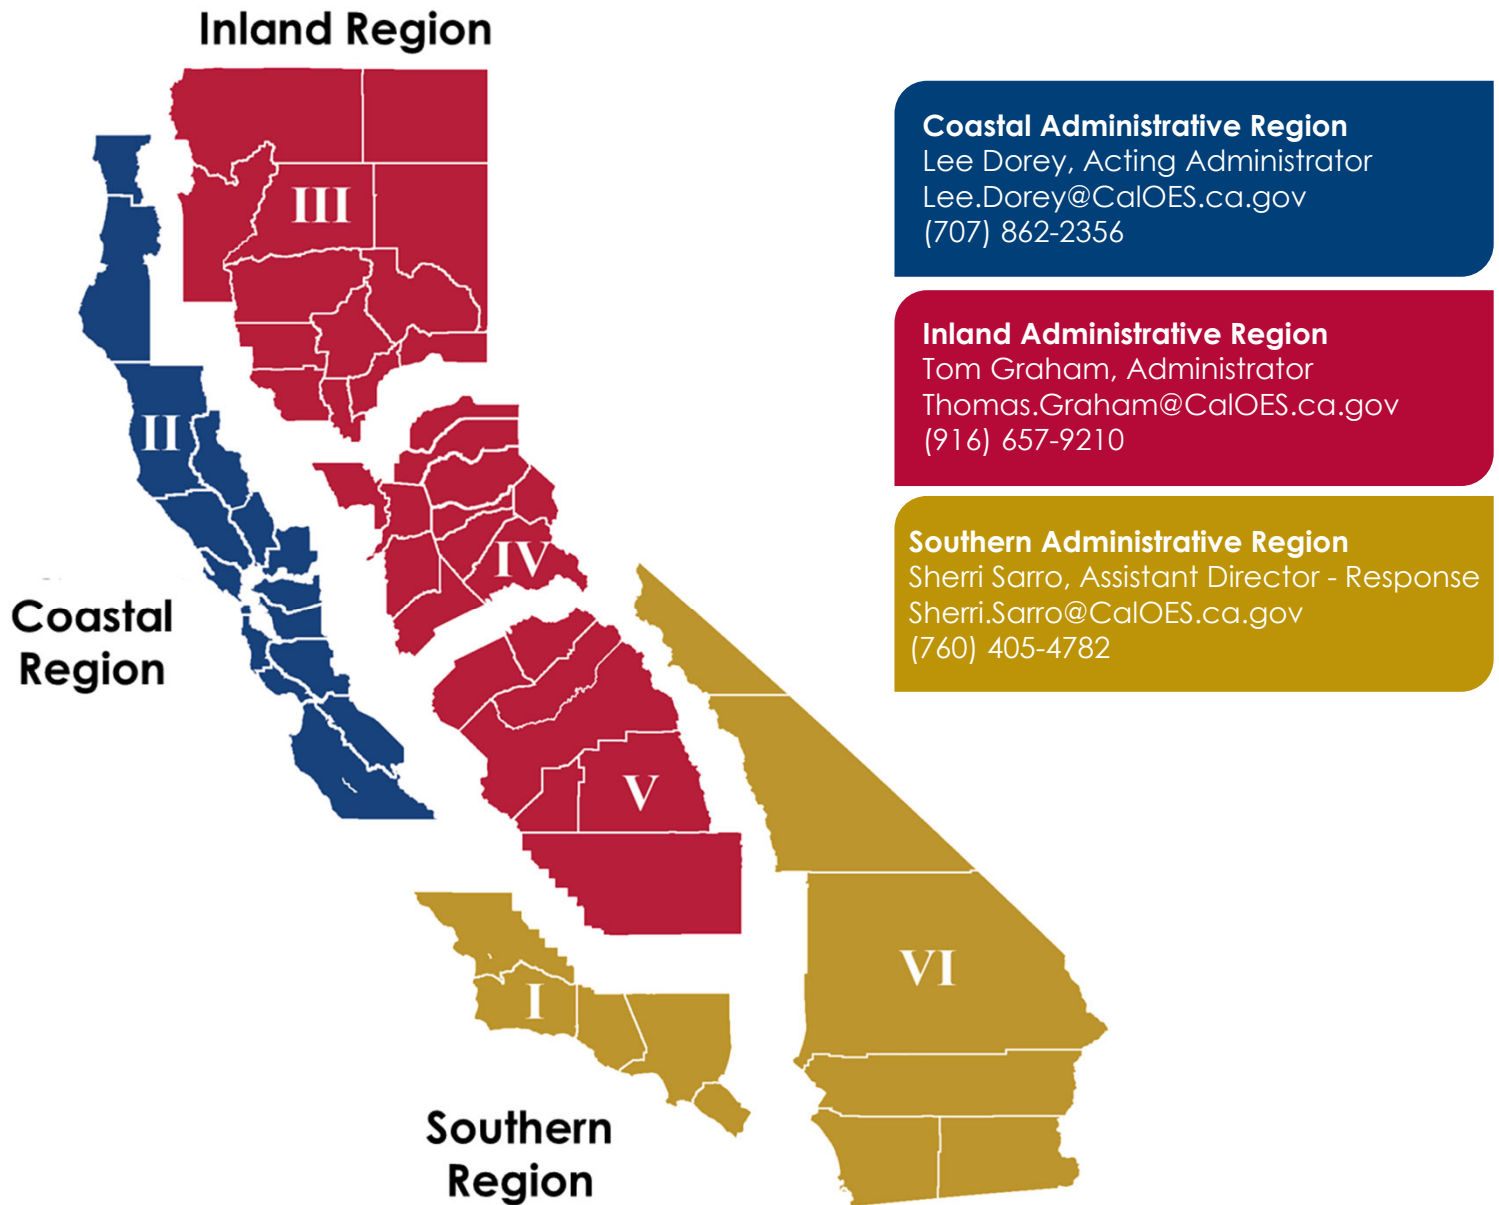 Inland Region
III
II
IV
Coastal
Region
V
VI
I
Southern
Region
Coastal Administrative Region
Lee Dorey, Acting Administrator
Lee.Dorey@CalOES.ca.gov
(707) 862-2356
Inland Administrative Region
Tom Graham, Administrator
Thomas.Graham@CalOES.ca.gov
(916) 657-9210
Southern Administrative Region
Sherri Sarro, Assistant Director - Response
Sherri.Sarro@CalOES.ca.gov
(760) 405-4782